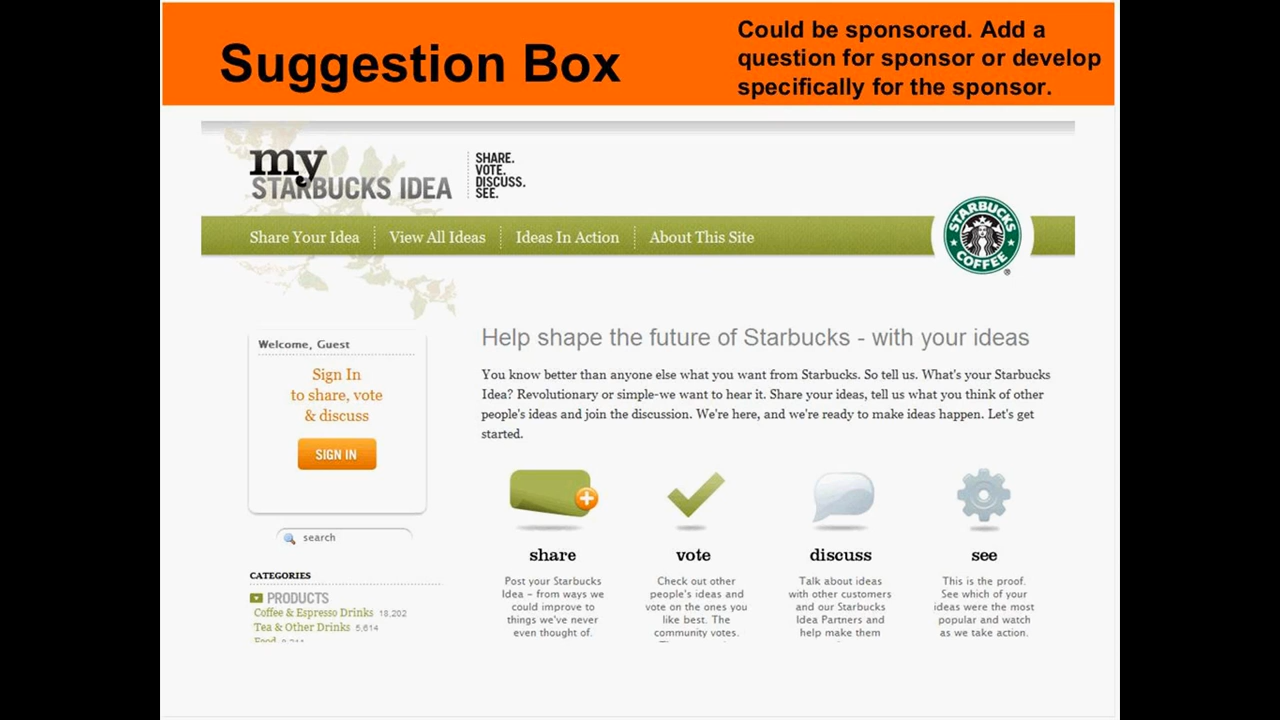 Suggestion Box
Could be sponsored. Add a
question for sponsor or develop
specifically for the sponsor.
my
STARBUCKS IDEA
SHARE.
VOTE.
DISCUSS.
SEE.
Share Your Idea
View All Ideas
Ideas In Action
About This Site
STARBUCKS
COFFEE
®
Welcome, Guest
Sign In
to share, vote
& discuss
SIGN IN
search
CATEGORIES
PRODUCTS
Coffee & Espresso Drinks 18,202
Tea & Other Drinks 5,614
Food
Help shape the future of Starbucks - with your ideas
You know better than anyone else what you want from Starbucks. So tell us. What's your Starbucks
Idea? Revolutionary or simple-we want to hear it. Share your ideas, tell us what you think of other
people's ideas and join the discussion. We're here, and we're ready to make ideas happen. Let's get
started.
share
Post your Starbucks
Idea – from ways we
could improve to
things we've never
even thought of.
vote
Check out other
people's ideas and
vote on the ones you
like best. The
community votes.
discuss
Talk about ideas
with other customers
and our Starbucks
Idea Partners and
help make them
see
This is the proof.
See which of your
ideas were the most
popular and watch
as we take action.